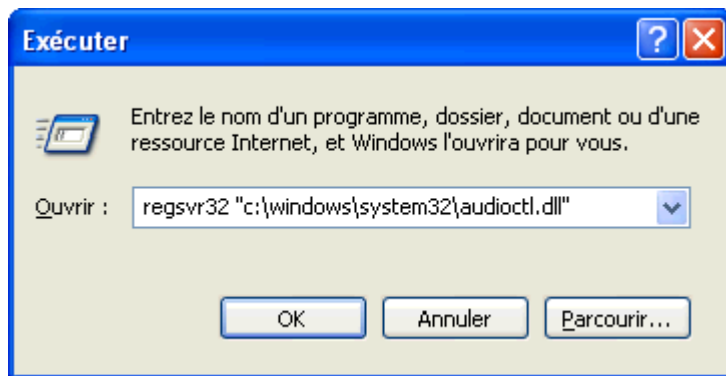 Exécuter
Entrez le nom d'un programme, dossier, document ou d'une
ressource Internet, et Windows l'ouvrira pour vous.
Ouvrir : regsvr32 "c:\windows\system32\audioctl.dll"
OK Annuler Parcourir...